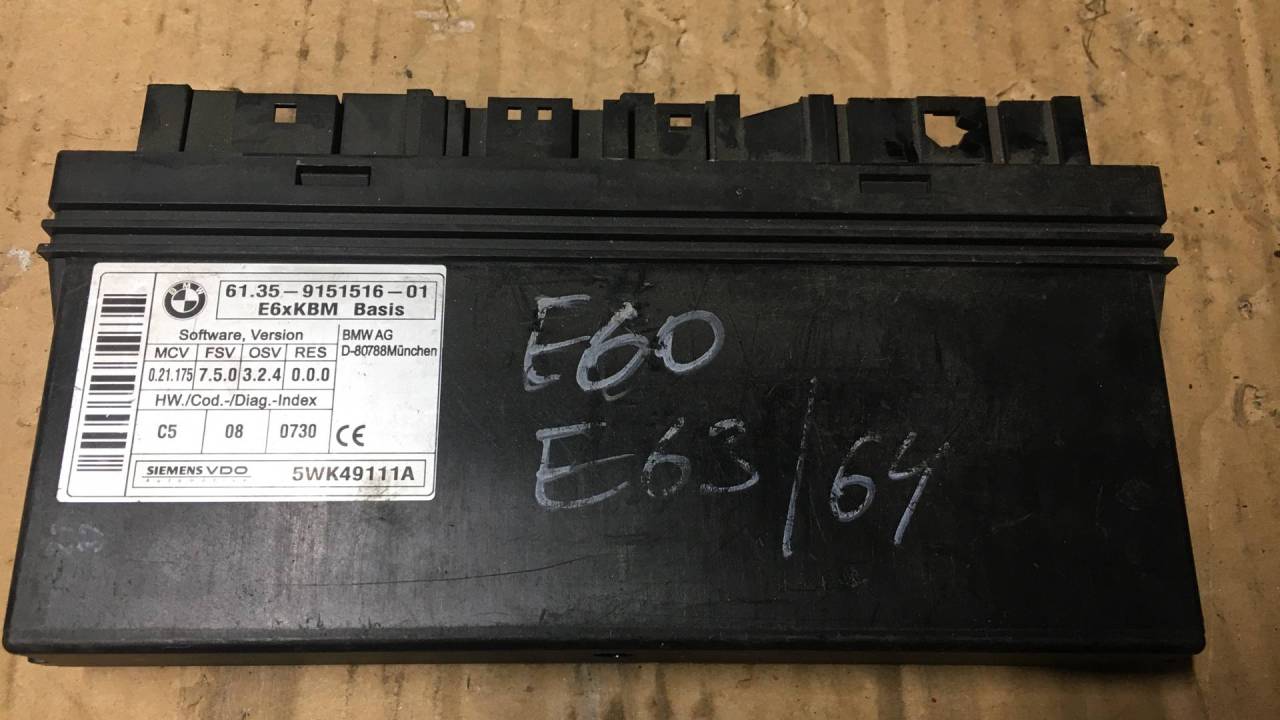 BMW
61.35-9151516-01
E6xKBM Basis
Software, Version
MCV FSV OSV RES
0.21.175 7.5.0 3.2.4 0.0.0
HW./Cod.-/Diag.-Index
C5 08 0730
BMW AG
D-80788München
CE
SIEMENS VDO
Automotive
5WK49111A
E60
E63/64